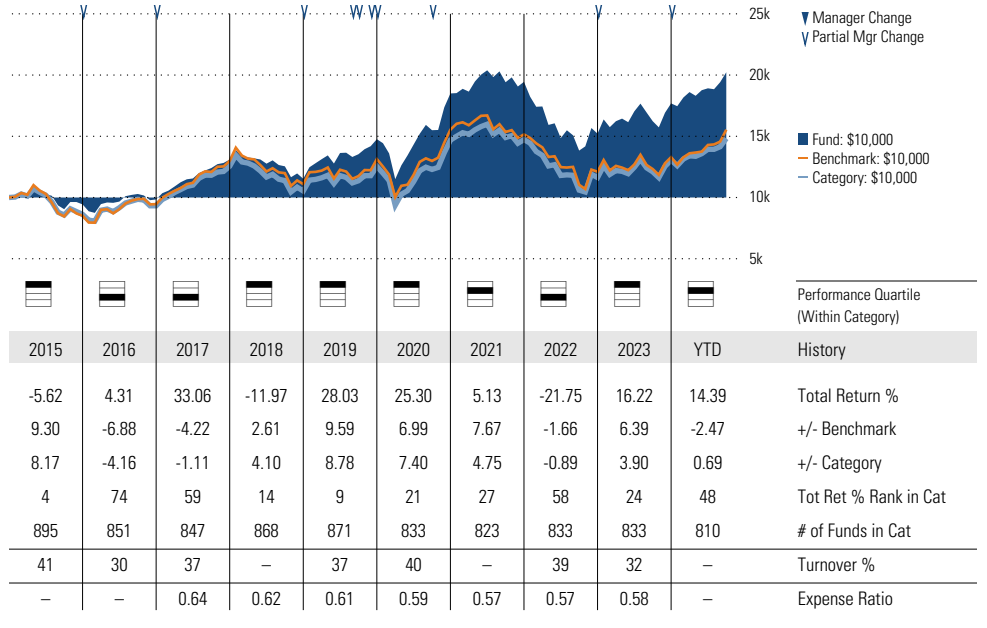 25k
Manager Change
Partial Mgr Change
20k
15k
Fund: $10,000
Benchmark: $10,000
Category: $10,000
10k
5k
Performance Quartile
(Within Category)
2015 2016 2017 2018 2019 2020 2021 2022 2023 YTD History
-5.62 4.31 33.06 -11.97 28.03 25.30 5.13 -21.75 16.22 14.39 Total Return %
9.30 -6.88 -4.22 2.61 9.59 6.99 7.67 -1.66 6.39 -2.47 +/- Benchmark
8.17 -4.16 -1.11 4.10 8.78 7.40 4.75 -0.89 3.90 0.69 +/- Category
4 74 59 14 9 21 27 58 24 48 Tot Ret % Rank in Cat
895 851 847 868 871 833 823 833 833 810 # of Funds in Cat
41 30 37 – 37 40 – 39 32 – Turnover %
– – 0.64 0.62 0.61 0.59 0.57 0.57 0.58 – Expense Ratio